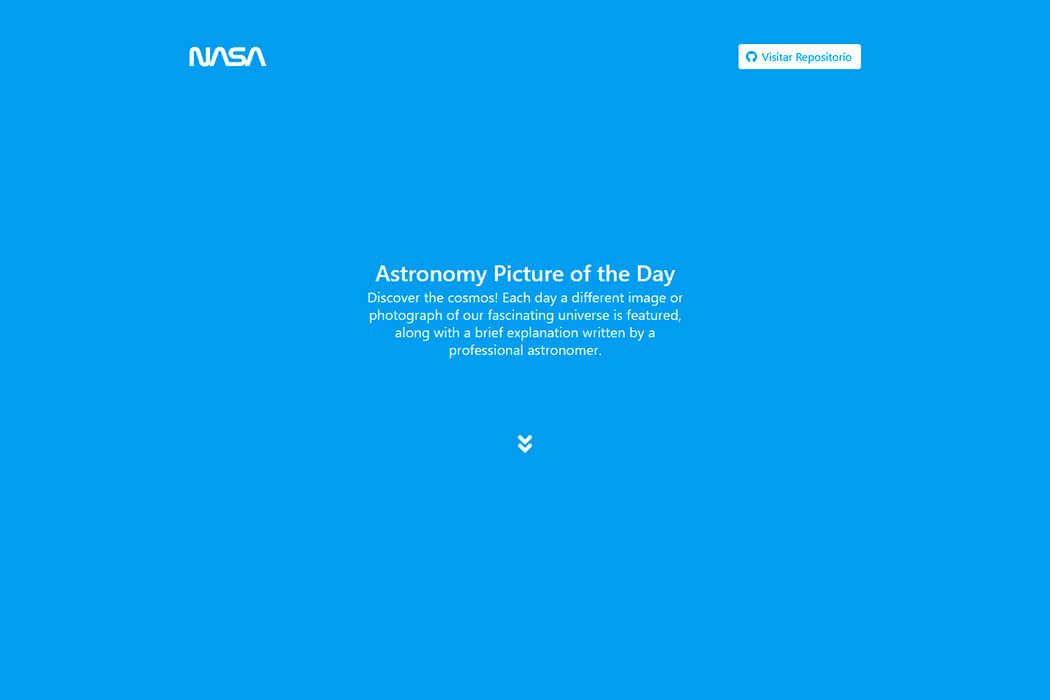 NASA
Visitar Repositorio
Astronomy Picture of the Day
Discover the cosmos! Each day a different image or
photograph of our fascinating universe is featured,
along with a brief explanation written by a
professional astronomer.